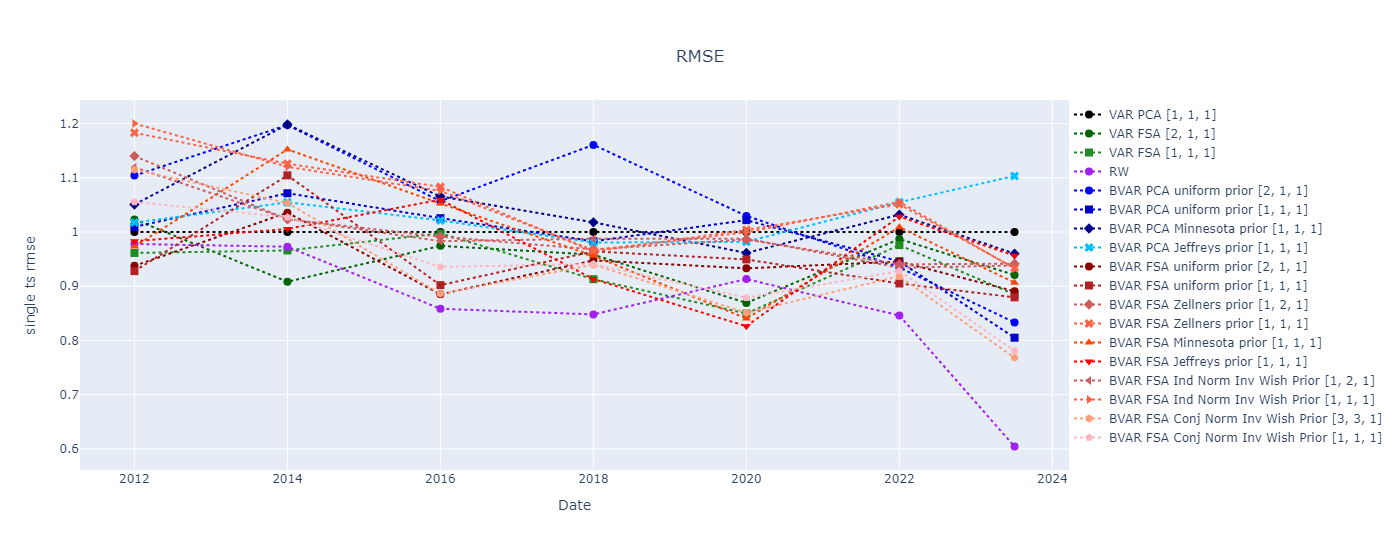 RMSE
single ts rmse
1.2
1.1
1
0.9
0.8
0.7
0.6
2012
2014
2016
2018
2020
2022
2024
Date
VAR PCA [1, 1, 1]
VAR FSA [2, 1, 1]
VAR FSA [1, 1, 1]
RW
BVAR PCA uniform prior [2, 1, 1]
BVAR PCA uniform prior [1, 1, 1]
BVAR PCA Minnesota prior [1, 1, 1]
BVAR PCA Jeffreys prior [1, 1, 1]
BVAR FSA uniform prior [2, 1, 1]
BVAR FSA uniform prior [1, 1, 1]
BVAR FSA Zellners prior [1, 2, 1]
BVAR FSA Zellners prior [1, 1, 1]
BVAR FSA Minnesota prior [1, 1, 1]
BVAR FSA Jeffreys prior [1, 1, 1]
BVAR FSA Ind Norm Inv Wish Prior [1, 2, 1]
BVAR FSA Ind Norm Inv Wish Prior [1, 1, 1]
BVAR FSA Conj Norm Inv Wish Prior [3, 3, 1]
BVAR FSA Conj Norm Inv Wish Prior [1, 1, 1]